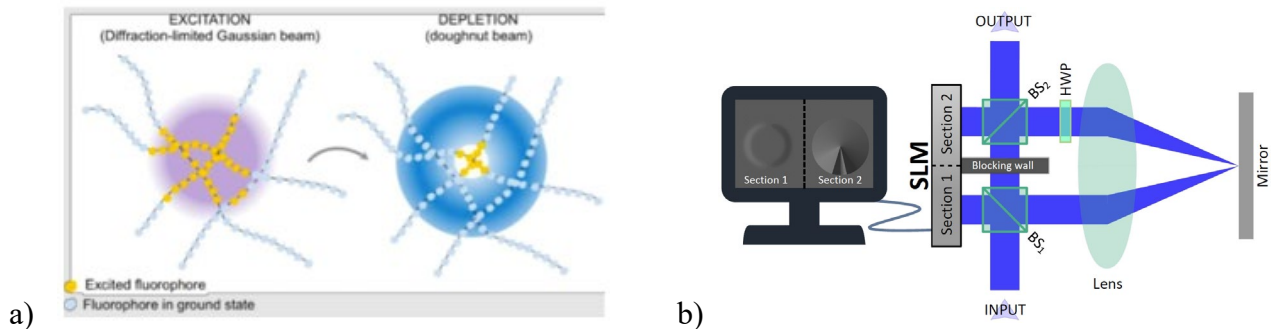 EXCITATION
(Diffraction-limited Gaussian beam)
DEPLETION
(doughnut beam)
Excited fluorophore
Fluorophore in ground state
a)
OUTPUT
BS2
HWP
Section 2
SLM
Blocking wall
Section 1
Section 1
Section 2
BS1
Mirror
Lens
INPUT
b)